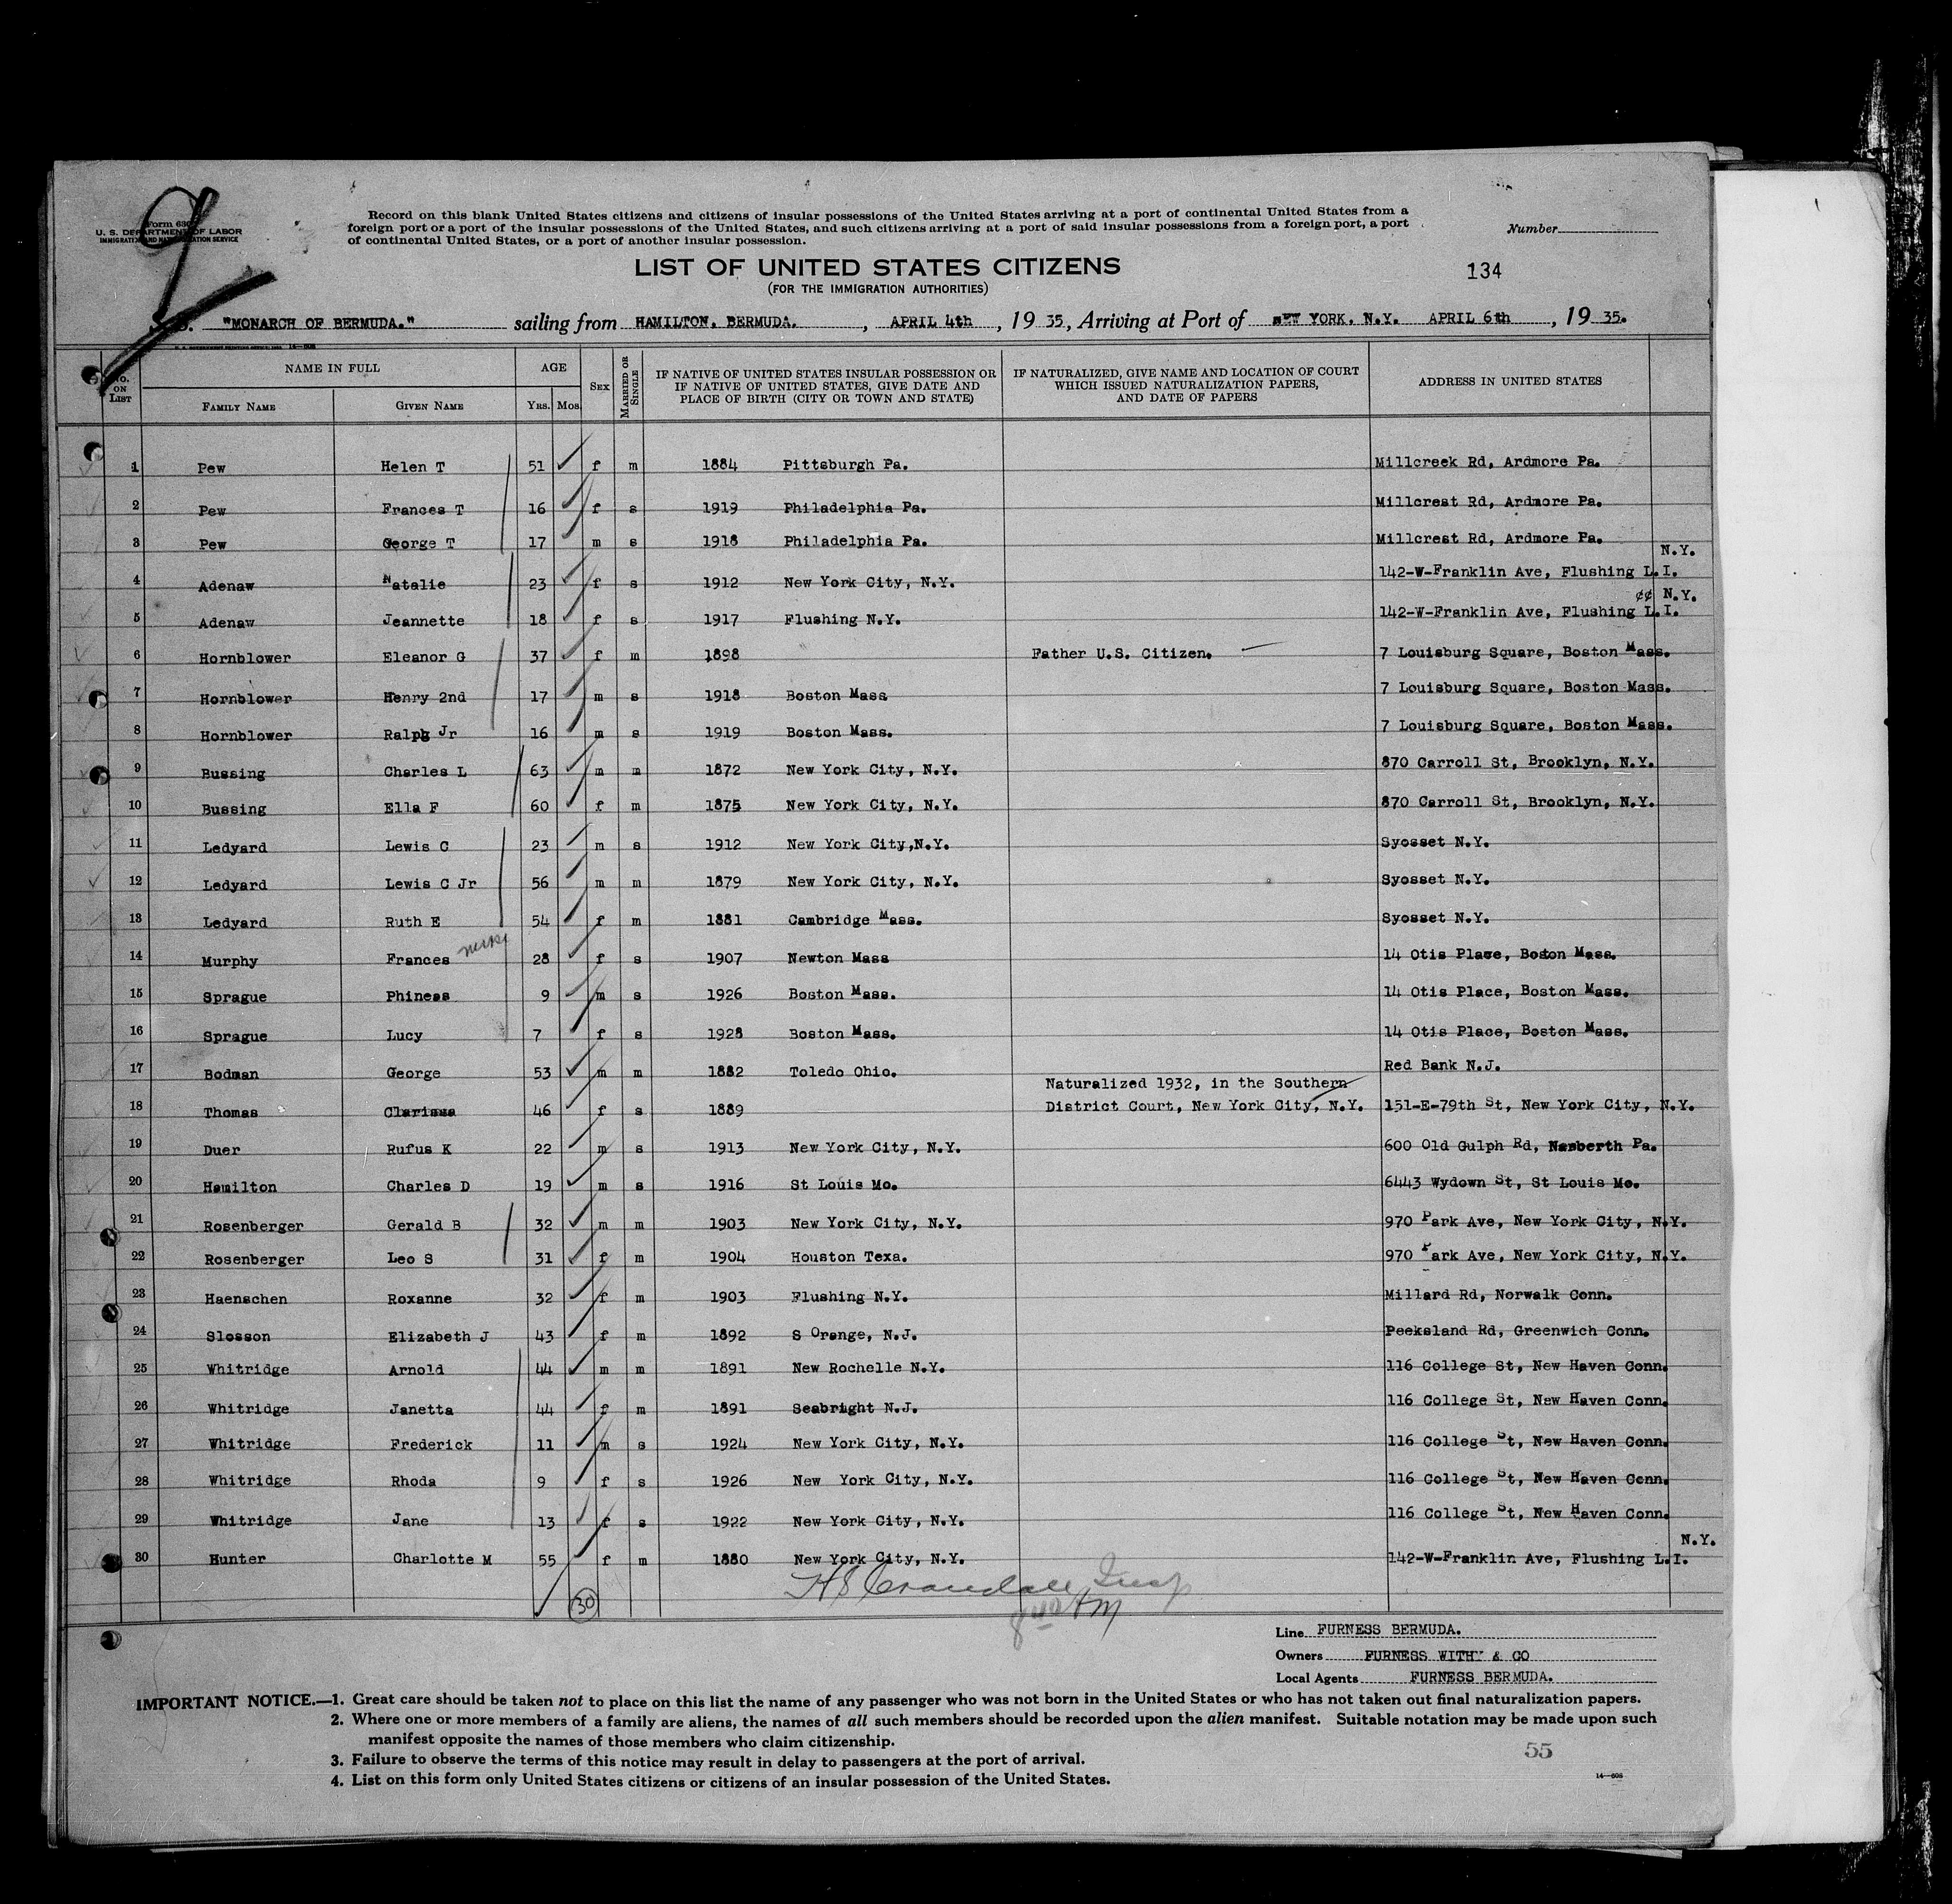 9
Form 630
U. S. DEPARTMENT OF LABOR
IMMIGRATION AND NATURALIZATION SERVICE
Record on this blank United States citizens and citizens of insular possessions of the United States arriving at a port of continental United States from a
foreign port or a port of the insular possessions of the United States, and such citizens arriving at a port of said insular possessions from a foreign port, a port
of continental United States, or a port of another insular possession.
Number
LIST OF UNITED STATES CITIZENS
134
(FOR THE IMMIGRATION AUTHORITIES)
"MONARCH OF BERMUDA." sailing from HAMILTON. BERMUDA. , APRIL 4th , 19 35, Arriving at Port of NEW YORK. N.Y. APRIL 6th , 19 35.
NO. ON LIST NAME IN FULL FAMILY NAME GIVEN NAME AGE YRS. MOS. SEX MARRIED OR SINGLE IF NATIVE OF UNITED STATES INSULAR POSSESSION OR IF NATIVE OF UNITED STATES, GIVE DATE AND PLACE OF BIRTH (CITY OR TOWN AND STATE) IF NATURALIZED, GIVE NAME AND LOCATION OF COURT WHICH ISSUED NATURALIZATION PAPERS, AND DATE OF PAPERS ADDRESS IN UNITED STATES
1 Pew Helen T 51 f m 1884 Pittsburgh Pa. Millcreek Rd, Ardmore Pa.
2 Pew Frances T 16 f s 1919 Philadelphia Pa. Millcrest Rd, Ardmore Pa.
3 Pew George T 17 m s 1918 Philadelphia Pa. Millcrest Rd, Ardmore Pa.
N.Y.
4 Adenaw Natalie 23 f s 1912 New York City, N.Y. 142-W-Franklin Ave, Flushing L.I.
N.Y.
5 Adenaw Jeannette 18 f s 1917 Flushing N.Y. 142-W-Franklin Ave, Flushing L.I.
6 Hornblower Eleanor G 37 f m 1898 Father U.S. Citizen. 7 Louisburg Square, Boston Mass.
7 Hornblower Henry 2nd 17 m s 1918 Boston Mass 7 Louisburg Square, Boston Mass.
8 Hornblower Ralph Jr 16 m s 1919 Boston Mass. 7 Louisburg Square, Boston Mass.
9 Bussing Charles L 63 m m 1872 New York City, N.Y. 870 Carroll St, Brooklyn, N.Y.
10 Bussing Ella F 60 f m 1875 New York City, N.Y. 870 Carroll St, Brooklyn, N.Y.
11 Ledyard Lewis C 23 m s 1912 New York City,N.Y. Syosset N.Y.
12 Ledyard Lewis C Jr 56 m m 1879 New York City, N.Y. Syosset N.Y.
13 Ledyard Ruth E 54 f m 1881 Cambridge Mass. Syosset N.Y.
14 Murphy Frances nurse 28 f s 1907 Newton Mass 14 Otis Place, Boston Mass.
15 Sprague Phineas 9 m s 1926 Boston Mass. 14 Otis Place, Boston Mass.
16 Sprague Lucy 7 f s 1928 Boston Mass. 14 Otis Place, Boston Mass.
17 Bodman George 53 m m 1882 Toledo Ohio. Red Bank N.J.
Naturalized 1932, in the Southern
18 Thomas Clarissa 46 f s 1889 District Court, New York City, N.Y. 151-E-79th St, New York City, N.Y.
19 Duer Rufus K 22 m s 1913 New York City, N.Y. 600 Old Gulph Rd, Narberth Pa.
20 Hamilton Charles D 19 m s 1916 St Louis Mo. 6443 Wydown St, St Louis Mo.
21 Rosenberger Gerald B 32 m m 1903 New York City, N.Y. 970 Park Ave, New York City, N.Y.
22 Rosenberger Leo S 31 f m 1904 Houston Texa. 970 Park Ave, New York City, N.Y.
23 Haenschen Roxanne 32 f m 1903 Flushing N.Y. Millard Rd, Norwalk Conn.
24 Slosson Elizabeth J 43 f m 1892 S Orange, N.J. Peeksland Rd, Greenwich Conn.
25 Whitridge Arnold 44 m m 1891 New Rochelle N.Y. 116 College St, New Haven Conn.
26 Whitridge Janetta 44 f m 1891 Seabright N.J. 116 College St, New Haven Conn.
27 Whitridge Frederick 11 m s 1924 New York City, N.Y. 116 College St, New Haven Conn.
28 Whitridge Rhoda 9 f s 1926 New York City, N.Y. 116 College St, New Haven Conn.
29 Whitridge Jane 13 f s 1922 New York City, N.Y. 116 College St, New Haven Conn.
N.Y.
30 Hunter Charlotte M 55 f m 1880 New York City, N.Y. 142-W-Franklin Ave, Flushing L.I.
30 H S Crandall Insp
AM
Line FURNESS BERMUDA.
Owners FURNESS WITHY & CO
Local Agents FURNESS BERMUDA.
IMPORTANT NOTICE.—1. Great care should be taken not to place on this list the name of any passenger who was not born in the United States or who has not taken out final naturalization papers.
2. Where one or more members of a family are aliens, the names of all such members should be recorded upon the alien manifest. Suitable notation may be made upon such
manifest opposite the names of those members who claim citizenship.
3. Failure to observe the terms of this notice may result in delay to passengers at the port of arrival.
4. List on this form only United States citizens or citizens of an insular possession of the United States.
55
14—608